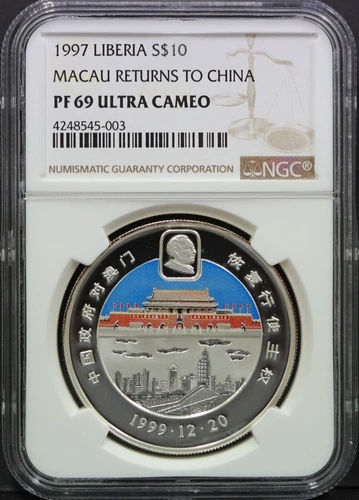 1997 LIBERIA S$10
MACAU RETURNS TO CHINA
PF 69 ULTRA CAMEO
4248545-003
NUMISMATIC GUARANTY CORPORATION
NGC®
中国政府对澳门
恢复行使主权
1999·12·20